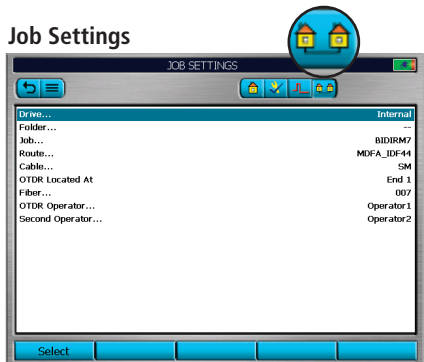 Job Settings
JOB SETTINGS
Drive... Internal
Folder... --
Job... BIDIRM7
Route... MDFA_IDF44
Cable... SM
OTDR Located At End 1
Fiber... 007
OTDR Operator... Operator1
Second Operator... Operator2
Select